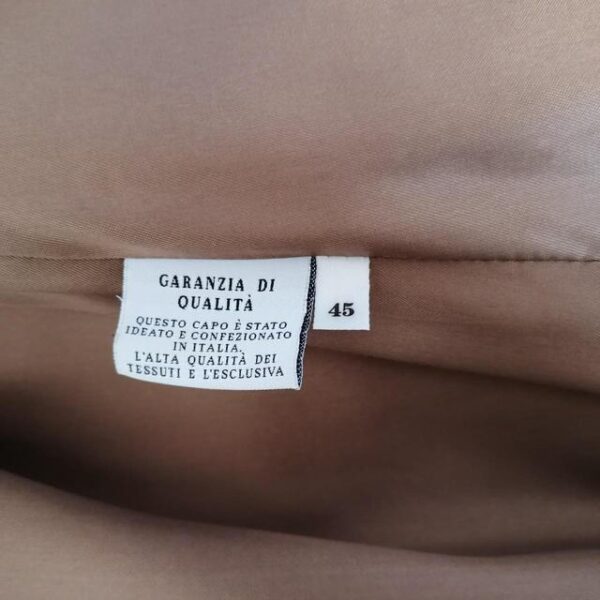 GARANZIA DI
QUALITÀ
QUESTO CAPO È STATO
IDEATO E CONFEZIONATO
IN ITALIA.
L'ALTA QUALITÀ DEI
TESSUTI E L'ESCLUSIVA
45